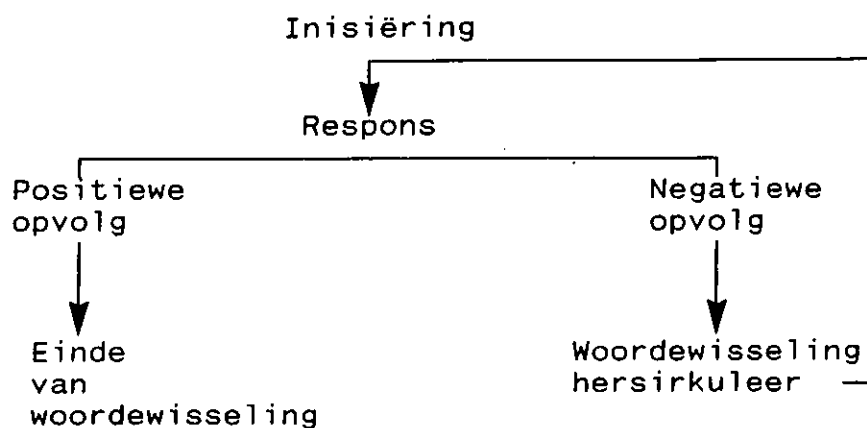 Inisiëring
Respons
Positiewe
opvolg
Negatiewe
opvolg
Einde
van
woordewisseling
Woordewisseling
hersirkuleer